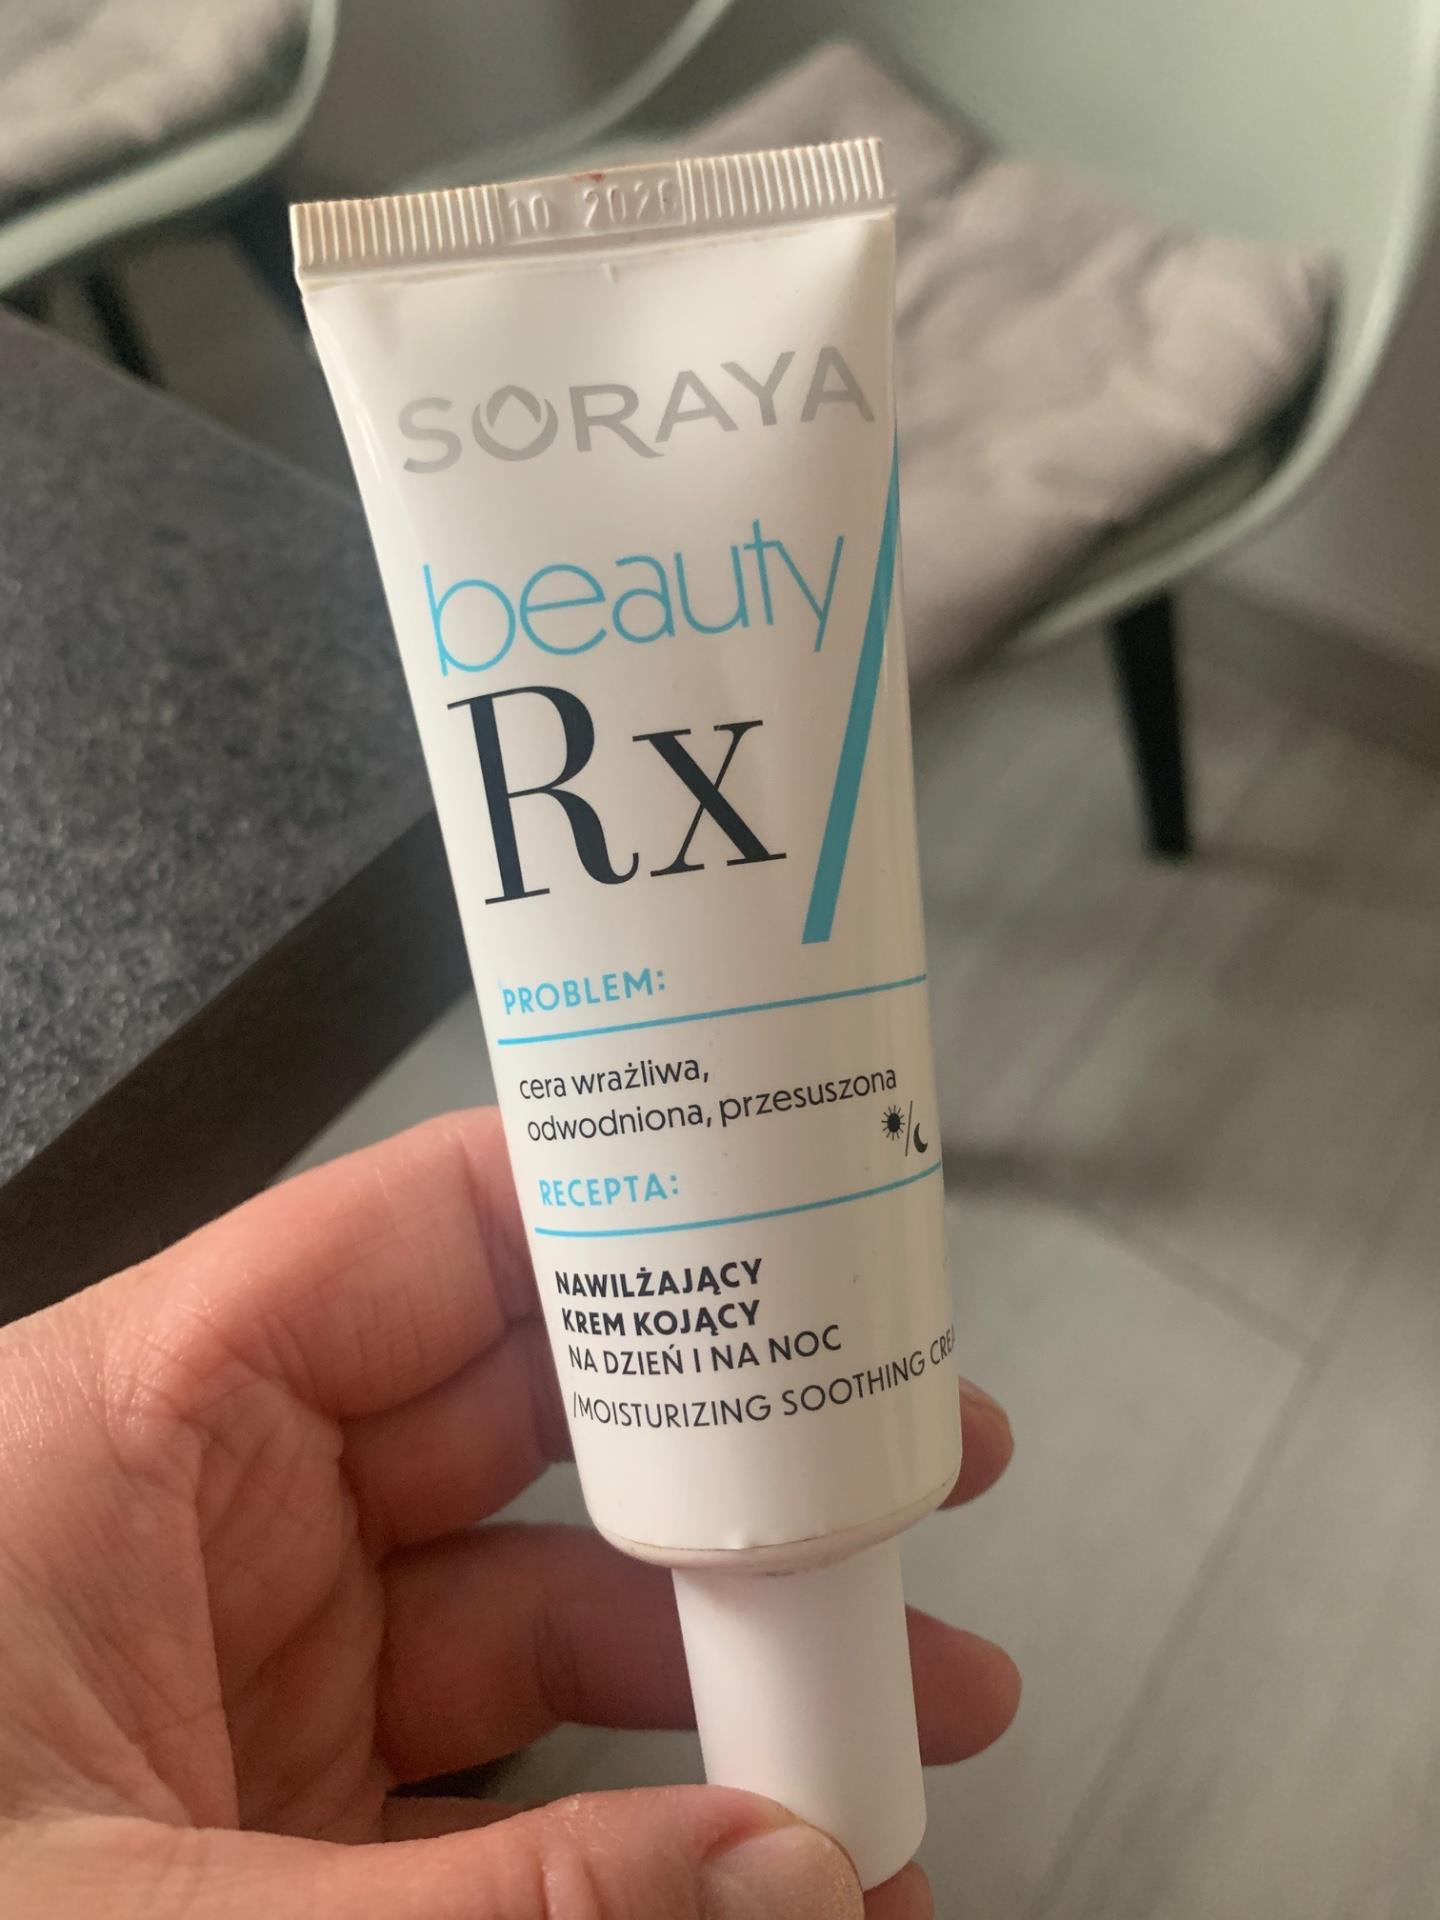 10 2026
SORAYA
beauty
Rx
PROBLEM:
cera wrażliwa,
odwodniona, przesuszona
RECEPTA:
NAWILŻAJĄCY
KREM KOJĄCY
NA DZIEŃ I NA NOC
/MOISTURIZING SOOTHING